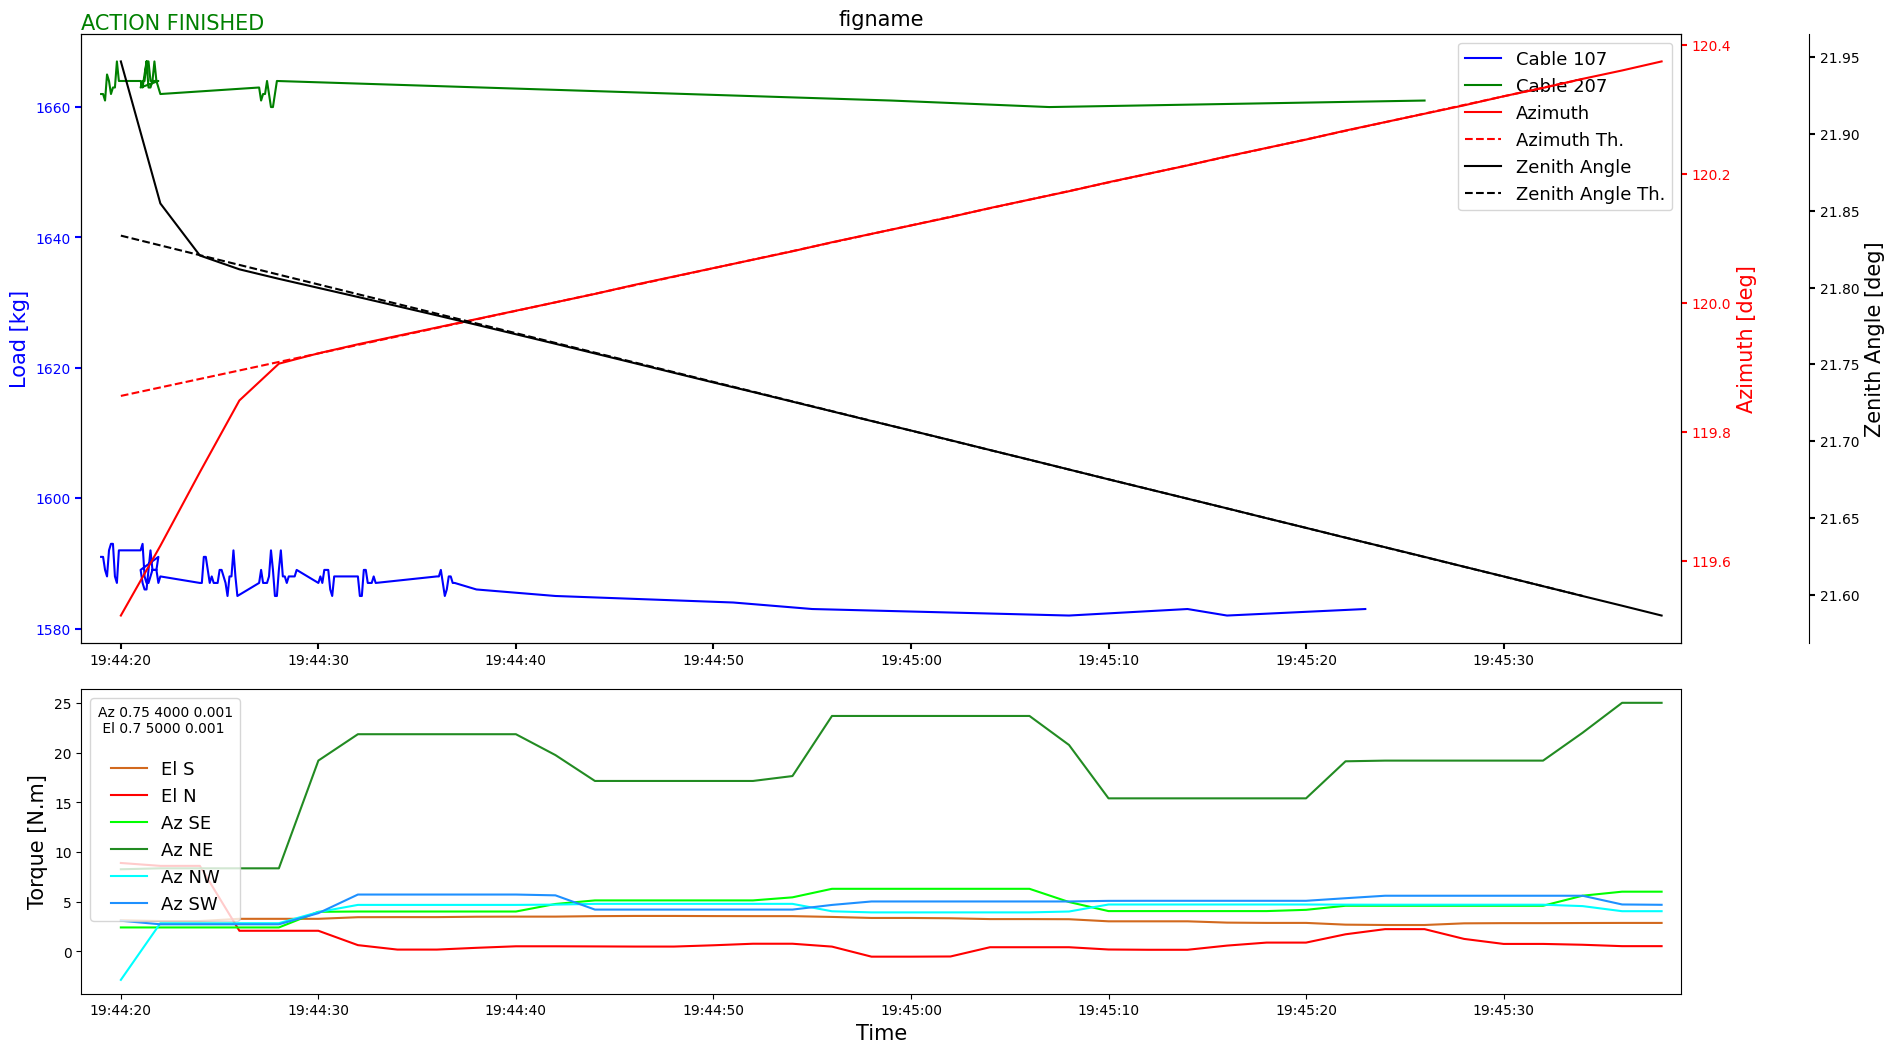 ACTION FINISHED
figname
Load [kg]
1660
1640
1620
1600
1580
Cable 107
Cable 207
Azimuth
Azimuth Th.
Zenith Angle
Zenith Angle Th.
120.4
120.2
120.0
119.8
119.6
Azimuth [deg]
21.95
21.90
21.85
21.80
21.75
21.70
21.65
21.60
Zenith Angle [deg]
19:44:20 19:44:30 19:44:40 19:44:50 19:45:00 19:45:10 19:45:20 19:45:30
Torque [N.m]
25
20
15
10
5
0
Az 0.75 4000 0.001
El 0.7 5000 0.001
El S
El N
Az SE
Az NE
Az NW
Az SW
19:44:20 19:44:30 19:44:40 19:44:50 19:45:00 19:45:10 19:45:20 19:45:30
Time